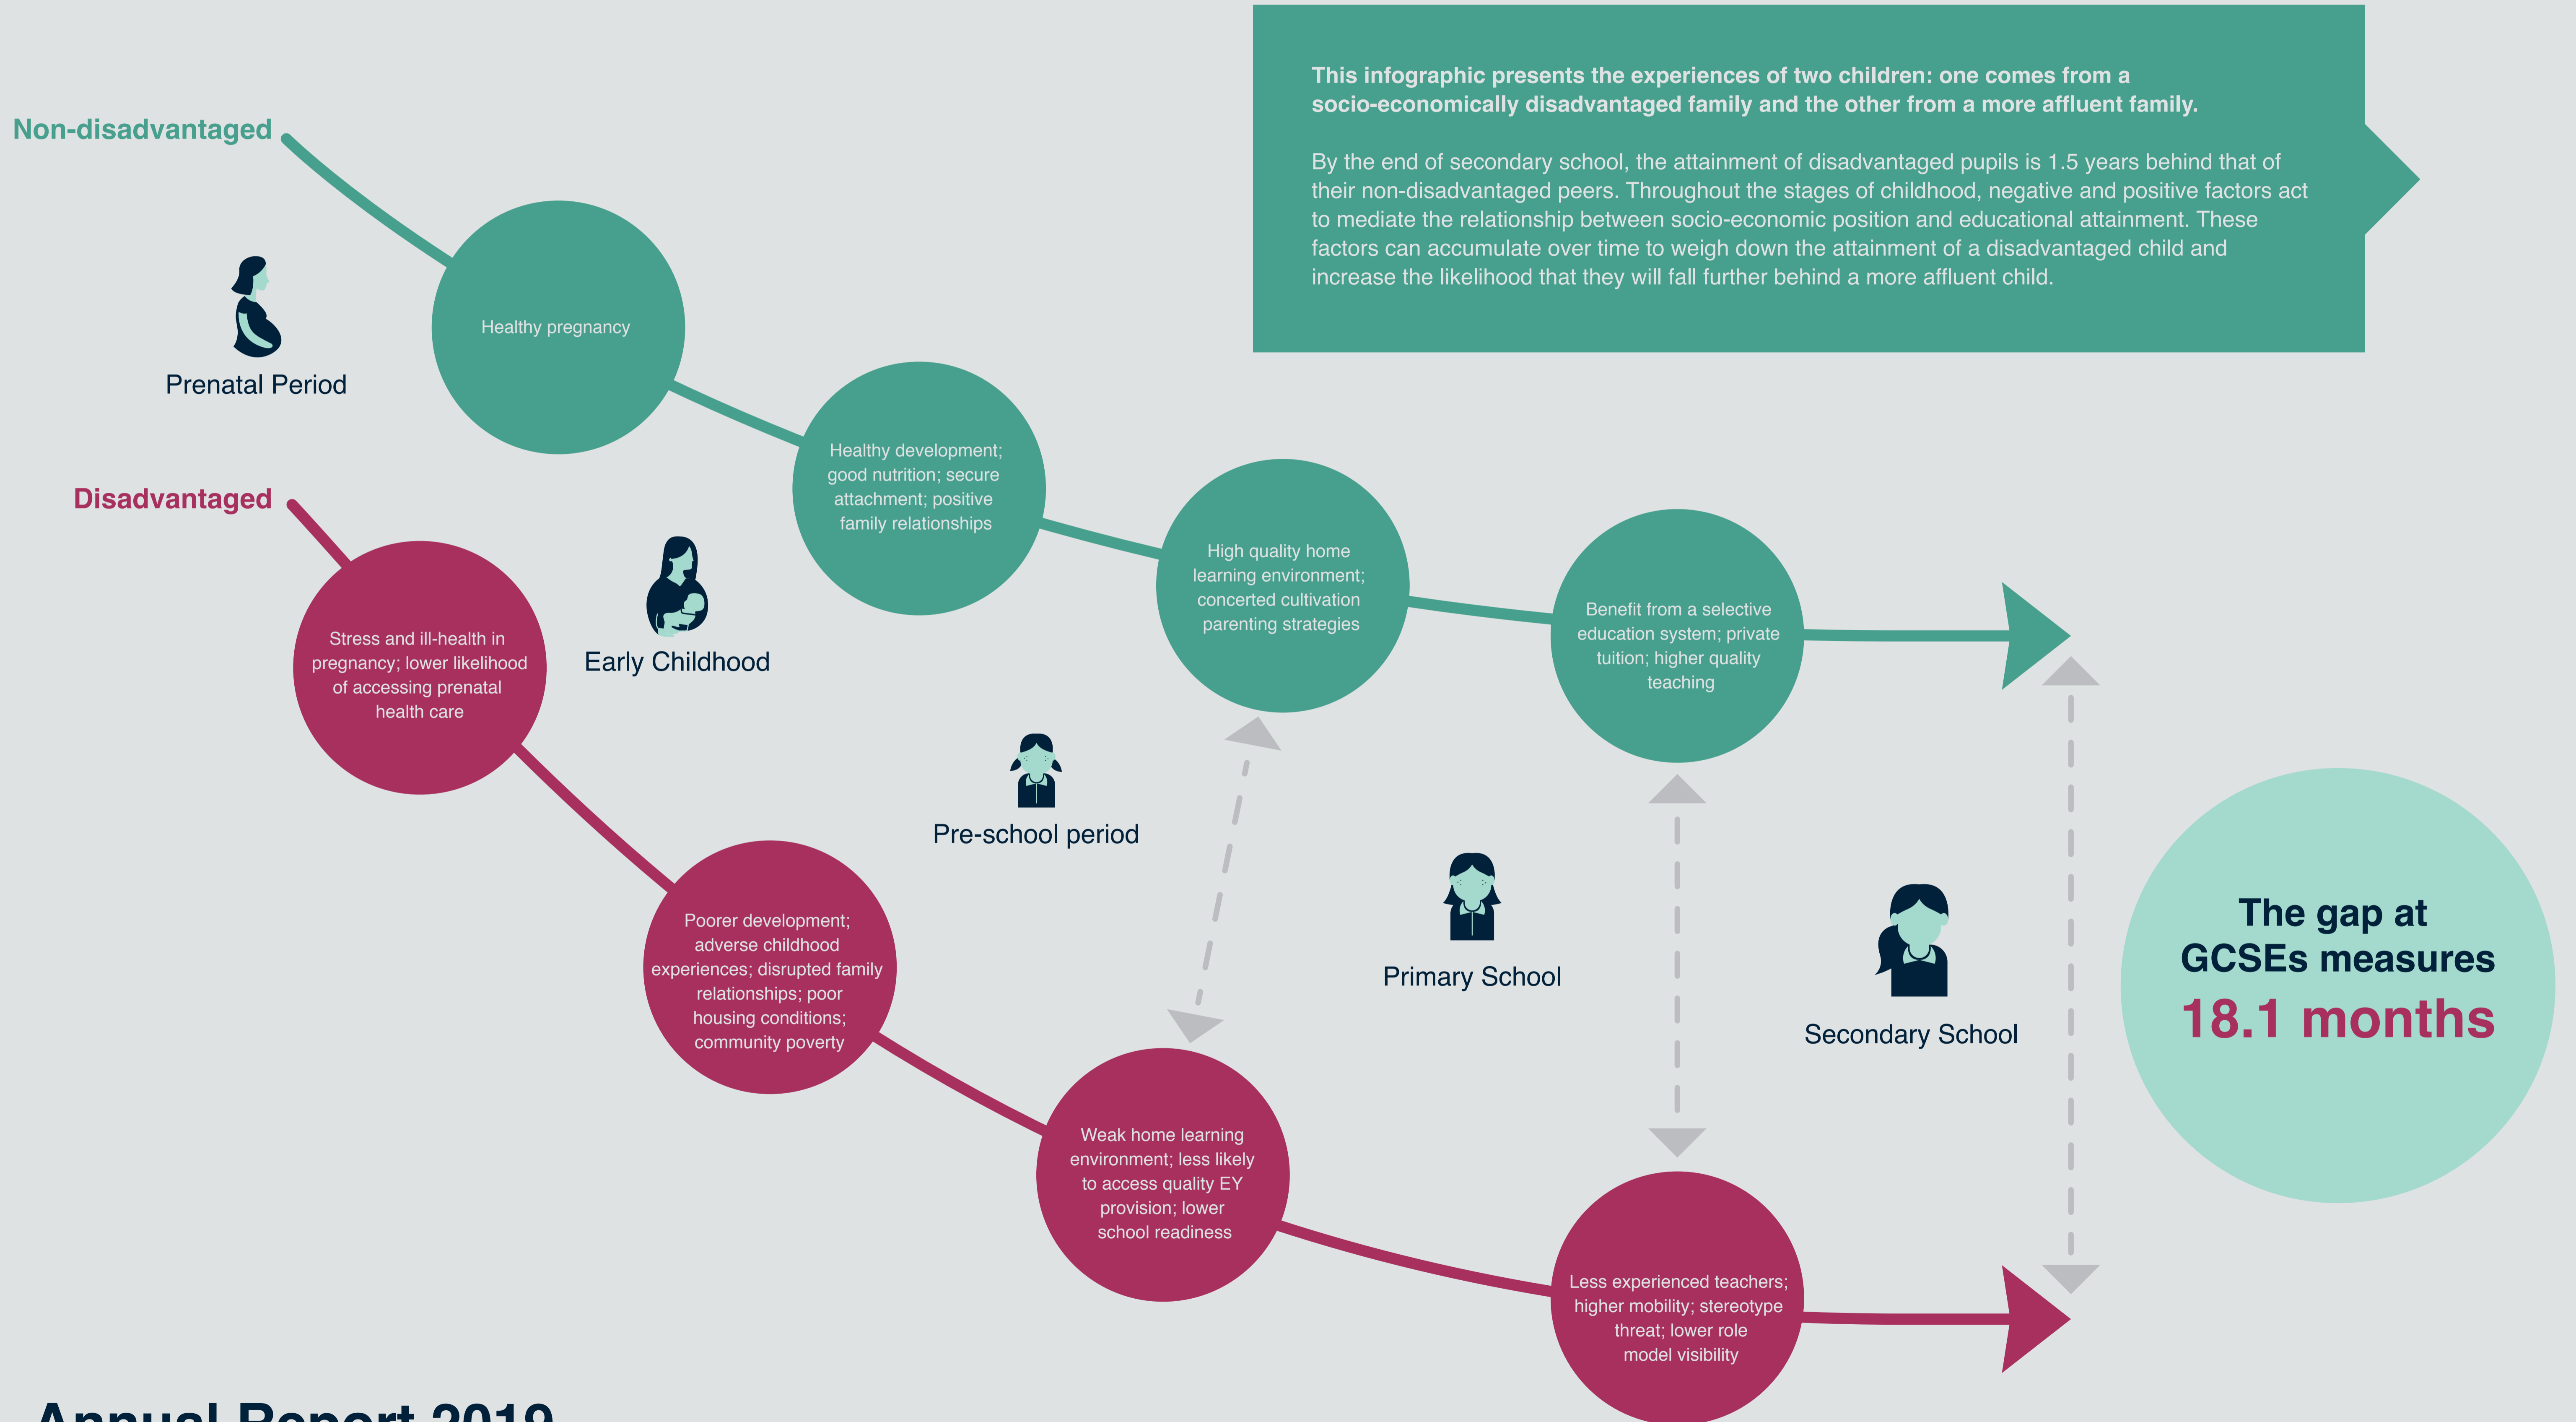 This infographic presents the experiences of two children: one comes from a
socio-economically disadvantaged family and the other from a more affluent family.
By the end of secondary school, the attainment of disadvantaged pupils is 1.5 years behind that of
their non-disadvantaged peers. Throughout the stages of childhood, negative and positive factors act
to mediate the relationship between socio-economic position and educational attainment. These
factors can accumulate over time to weigh down the attainment of a disadvantaged child and
increase the likelihood that they will fall further behind a more affluent child.
Non-disadvantaged
Healthy pregnancy
Prenatal Period
Healthy development;
good nutrition; secure
attachment; positive
family relationships
High quality home
learning environment;
concerted cultivation
parenting strategies
Benefit from a selective
education system; private
tuition; higher quality
teaching
Disadvantaged
Stress and ill-health in
pregnancy; lower likelihood
of accessing prenatal
health care
Early Childhood
Pre-school period
Primary School
Secondary School
Poorer development;
adverse childhood
experiences; disrupted family
relationships; poor
housing conditions;
community poverty
Weak home learning
environment; less likely
to access quality EY
provision; lower
school readiness
Less experienced teachers;
higher mobility; stereotype
threat; lower role
model visibility
The gap at
GCSEs measures
18.1 months
Annual Report 2019